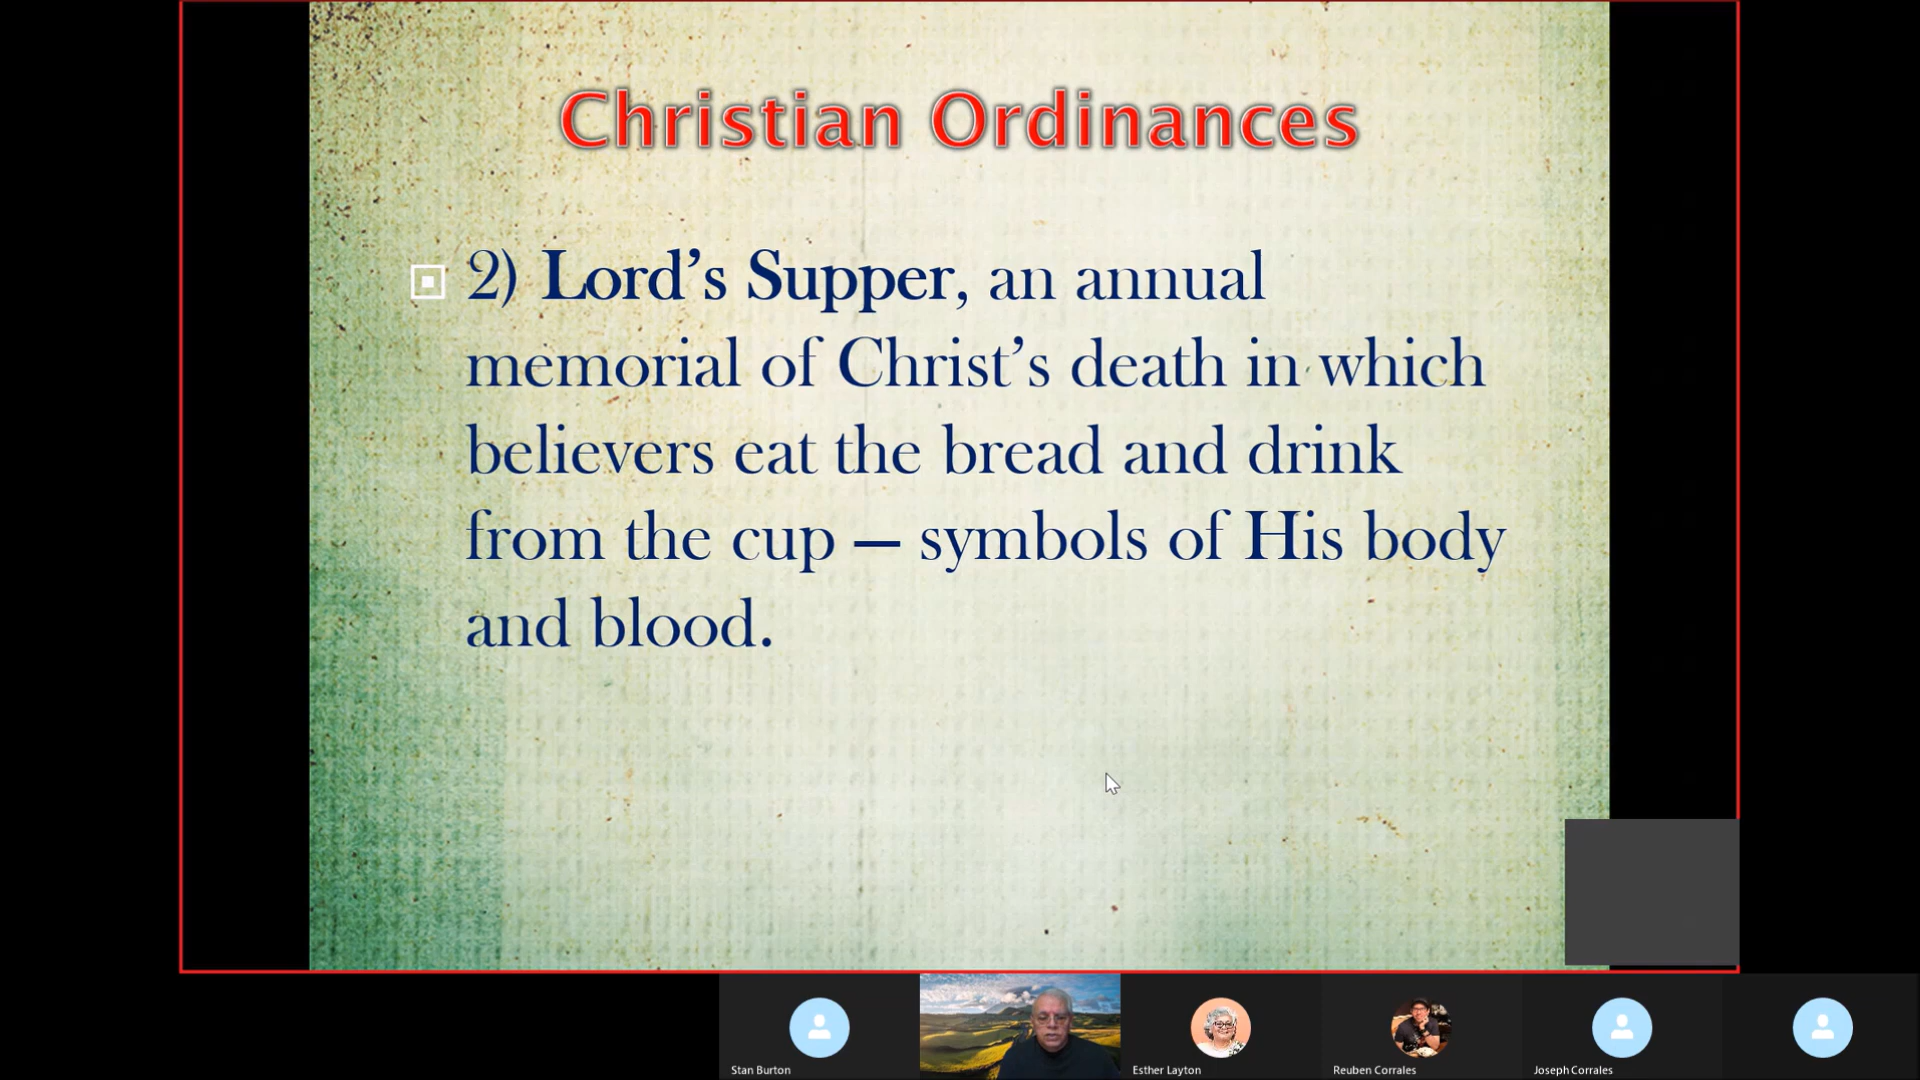 Christian Ordinances
2) Lord’s Supper, an annual
memorial of Christ’s death in which
believers eat the bread and drink
from the cup — symbols of His body
and blood.
Stan Burton
Esther Layton
Reuben Corrales
Joseph Corrales